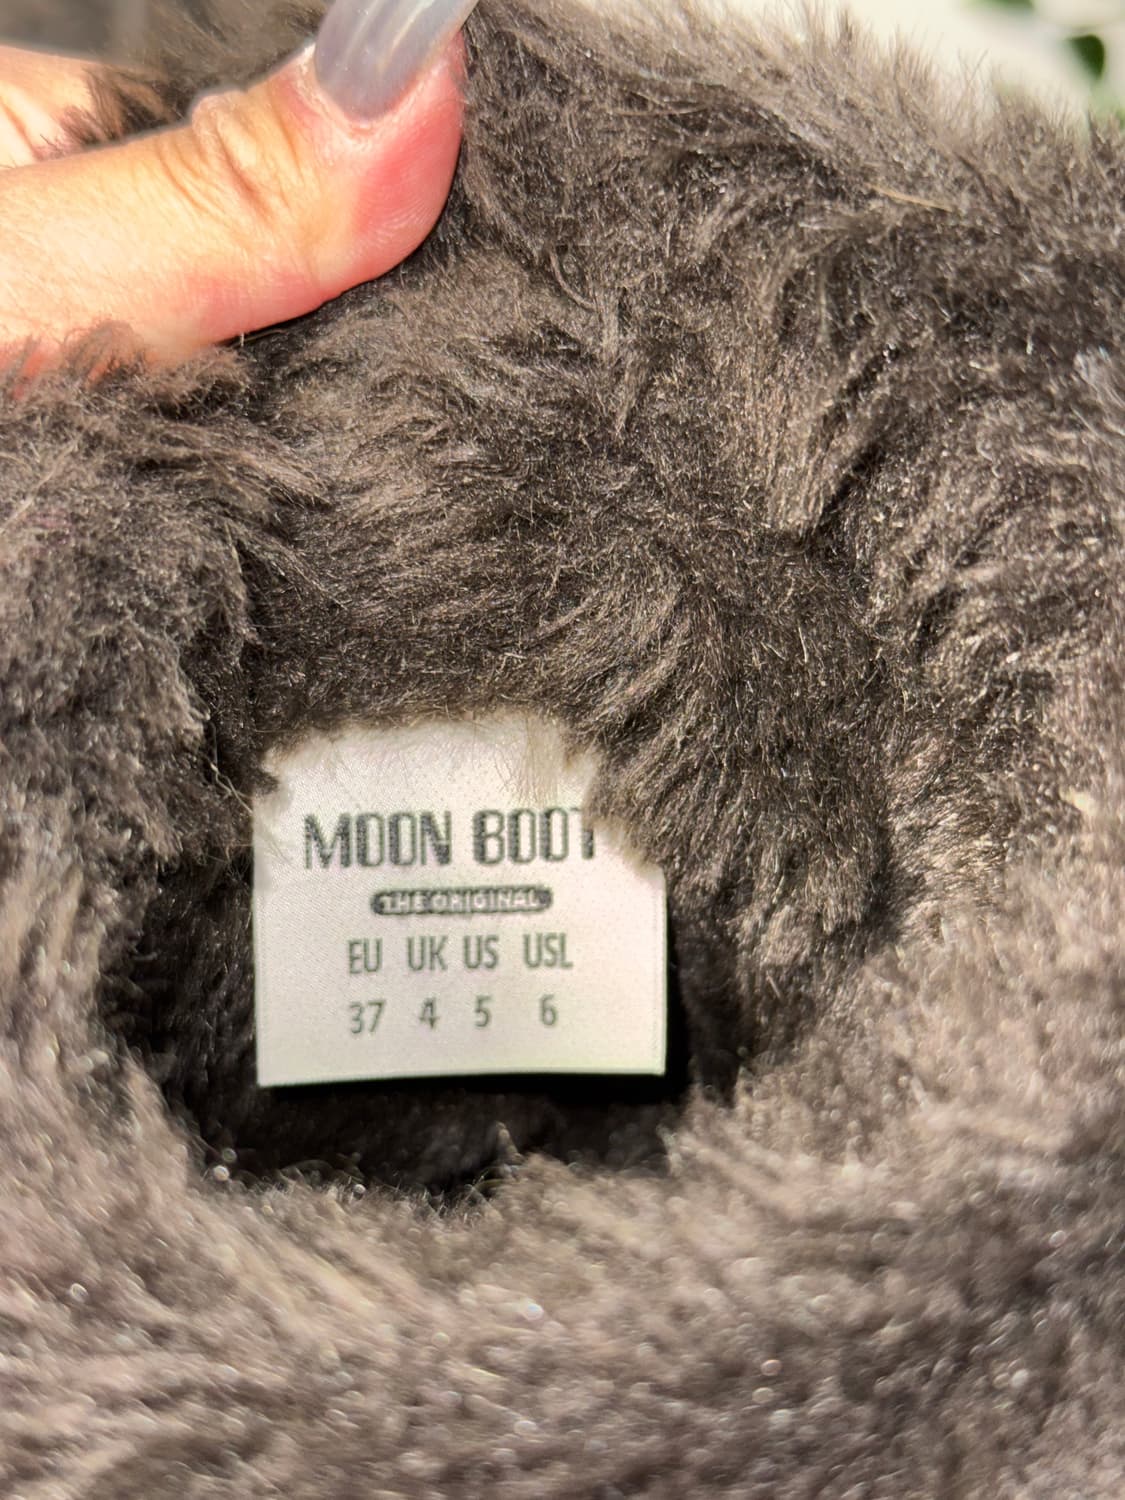 MOON BOOT
THE ORIGINAL
EU UK US USL
37 4 5 6